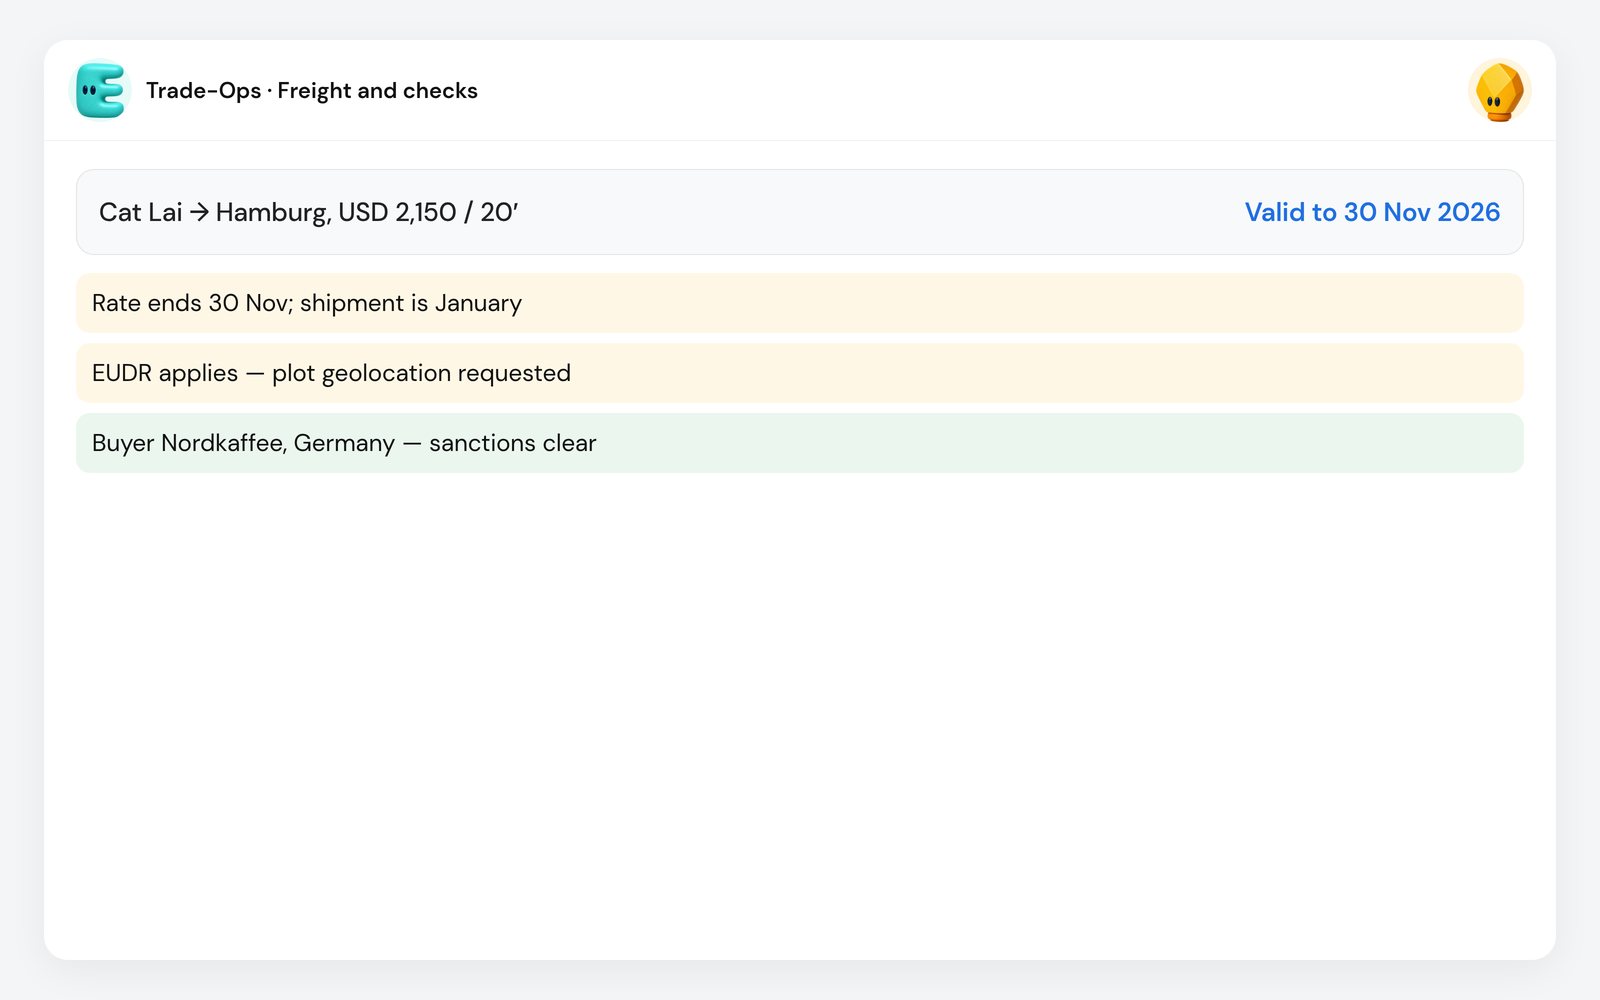 Trade-Ops · Freight and checks
Cat Lai → Hamburg, USD 2,150 / 20′
Valid to 30 Nov 2026
Rate ends 30 Nov; shipment is January
EUDR applies — plot geolocation requested
Buyer Nordkaffee, Germany — sanctions clear